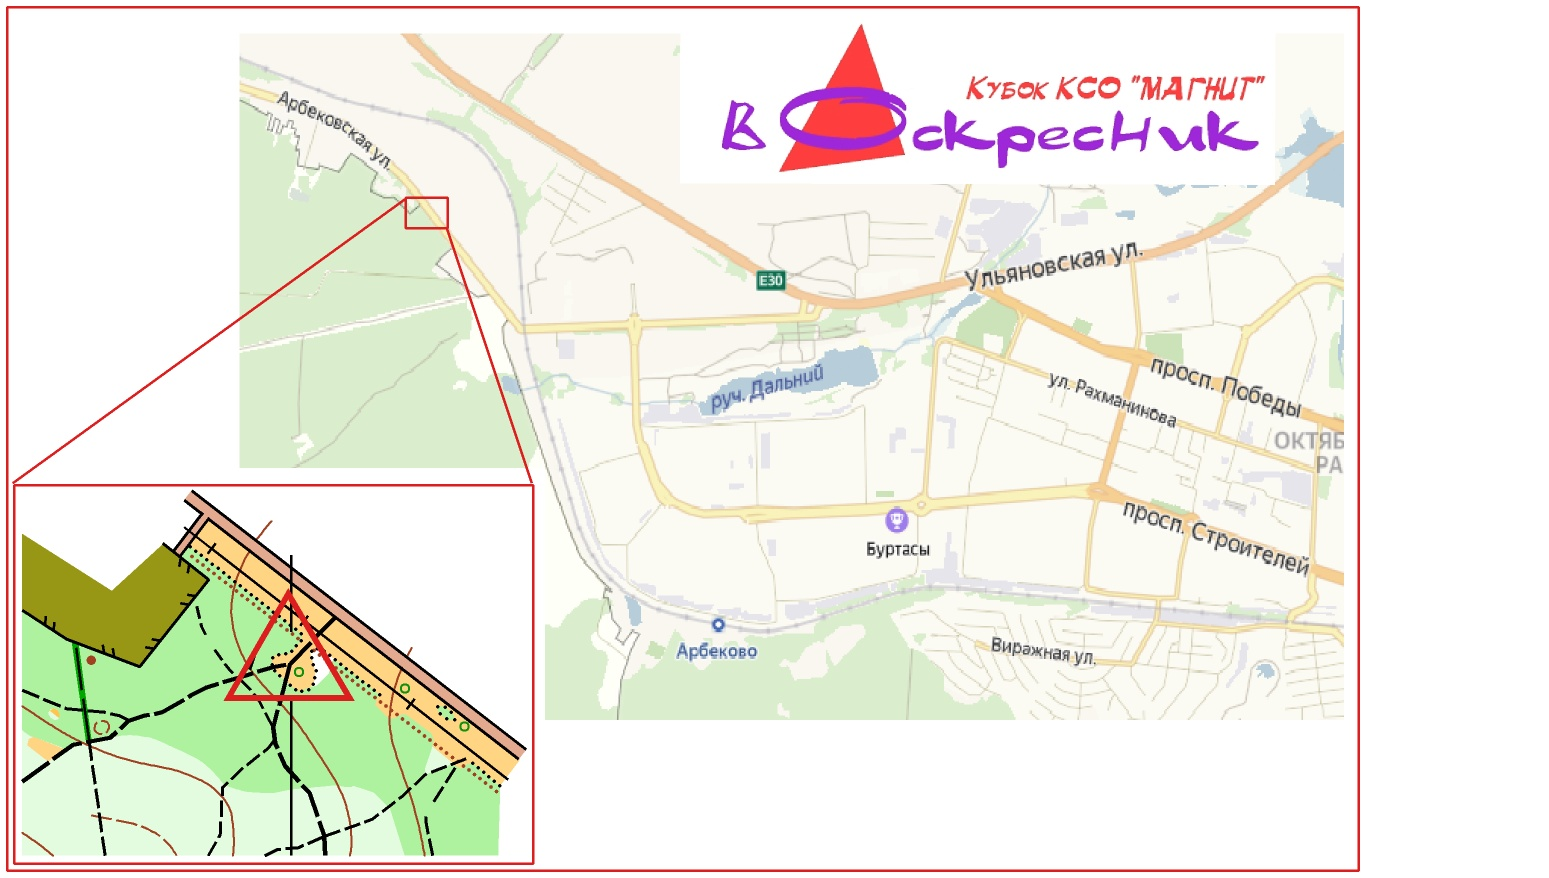 Кубок КСО "МАГНИТ"
ВОскресник
Арбековская ул.
Е30
Ульяновская ул.
просп. Победы
ул. Рахманинова
руч. Дальний
ОКТЯБ
РА
просп. Строителей
Буртасы
Арбеково
Виражная ул.